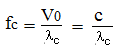 fc = V0/λc = c/λc